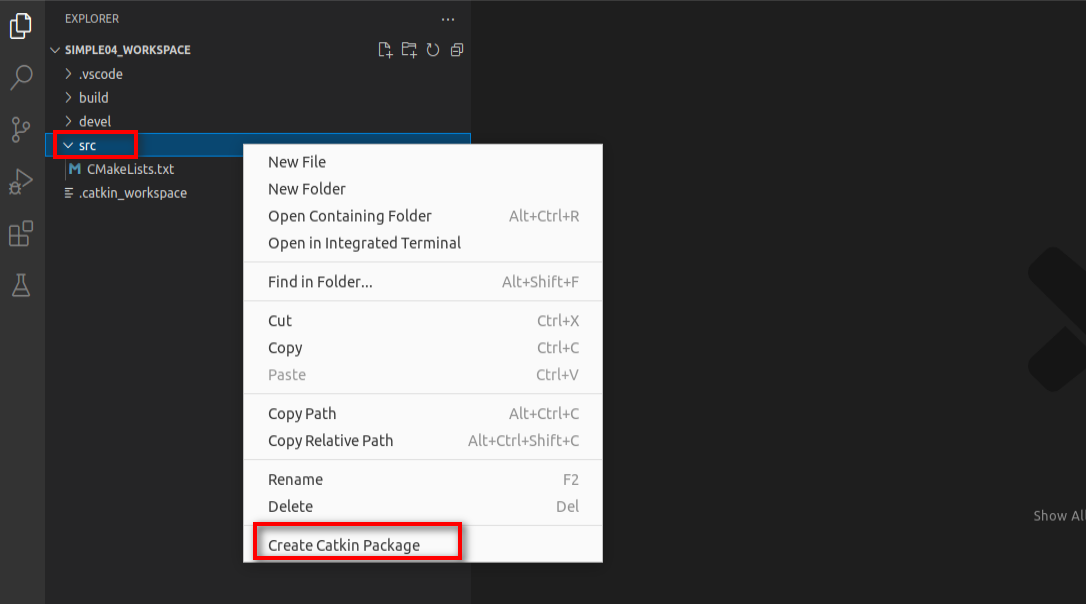 EXPLORER
SIMPLE04_WORKSPACE
.vscode
build
devel
src
CMakeLists.txt
.catkin_workspace
New File
New Folder
Open Containing Folder Alt+Ctrl+R
Open in Integrated Terminal
Find in Folder... Alt+Shift+F
Cut Ctrl+X
Copy Ctrl+C
Paste Ctrl+V
Copy Path Alt+Ctrl+C
Copy Relative Path Alt+Ctrl+Shift+C
Rename F2
Delete Del
Create Catkin Package
Show All